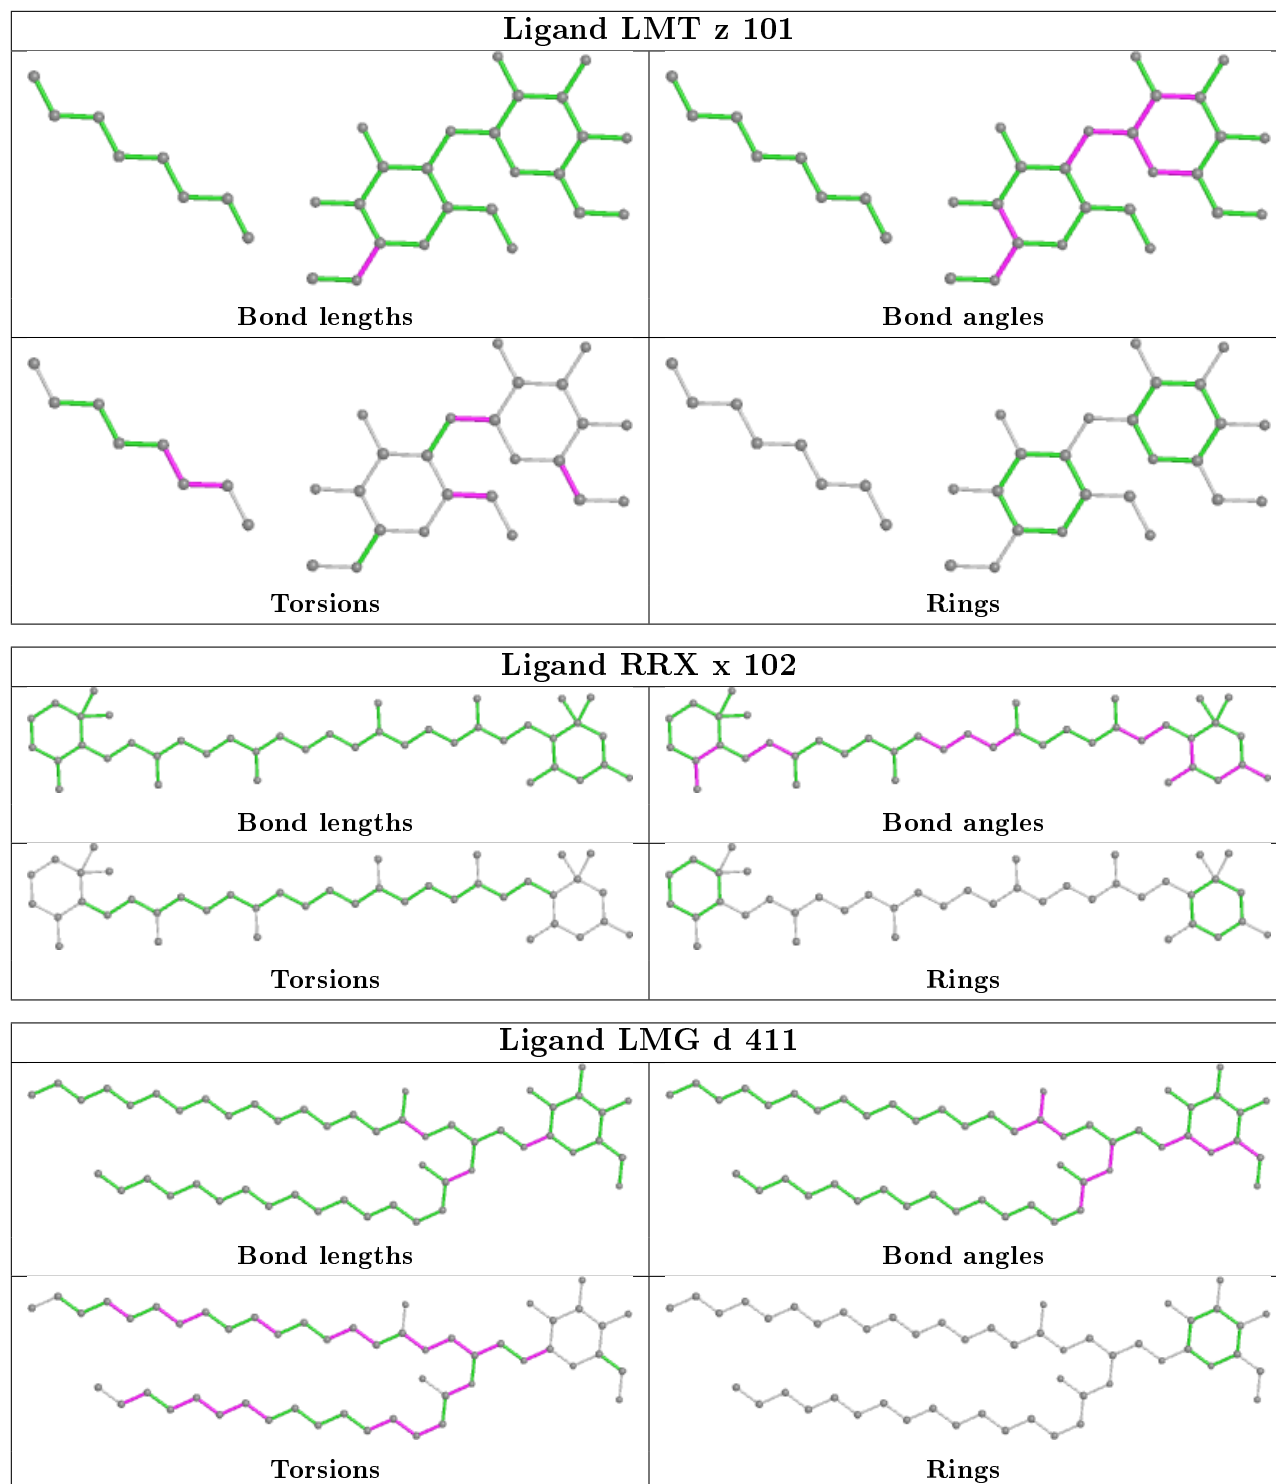 Ligand LMT z 101
Bond lengths
Bond angles
Torsions
Rings
Ligand RRX x 102
Bond lengths
Bond angles
Torsions
Rings
Ligand LMG d 411
Bond lengths
Bond angles
Torsions
Rings